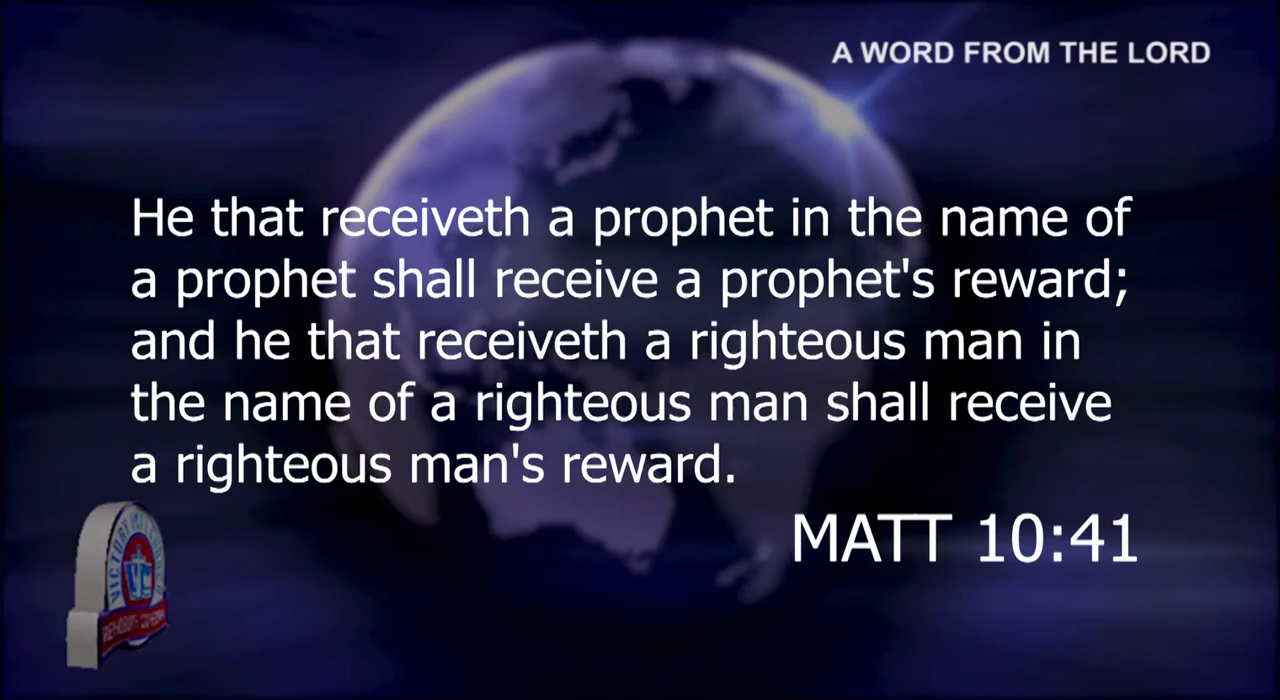 A WORD FROM THE LORD
He that receiveth a prophet in the name of
a prophet shall receive a prophet's reward;
and he that receiveth a righteous man in
the name of a righteous man shall receive
a righteous man's reward.
MATT 10:41